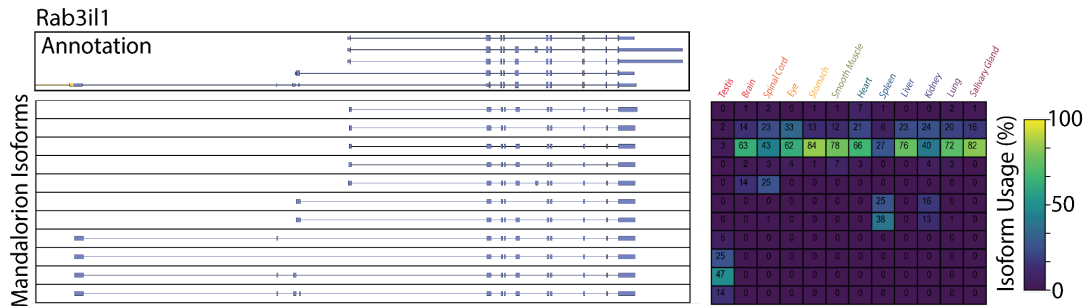 Rab3il1
Annotation
Mandalorion Isoforms
Testis Brain Spinal Cord Eye Stomach Smooth Muscle Heart Spleen Liver Kidney Lung Salivary Gland
0 1 2 0 1 1 7 1 0 0 2 1
2 14 23 33 13 12 21 6 23 24 20 16
3 63 43 62 84 78 66 27 76 40 72 82
0 2 3 4 1 7 3 0 0 4 3 0
0 14 25 0 0 0 0 0 0 0 0 0
0 0 0 0 0 0 0 25 0 16 0 0
0 0 1 0 0 0 0 38 0 13 1 0
5 0 0 0 0 0 0 0 0 0 0 0
25 0 0 0 0 0 0 0 0 0 0 0
47 0 0 0 0 0 0 0 0 0 0 0
14 0 0 0 0 0 0 0 0 0 0 0
Isoform Usage (%)
100
50
0